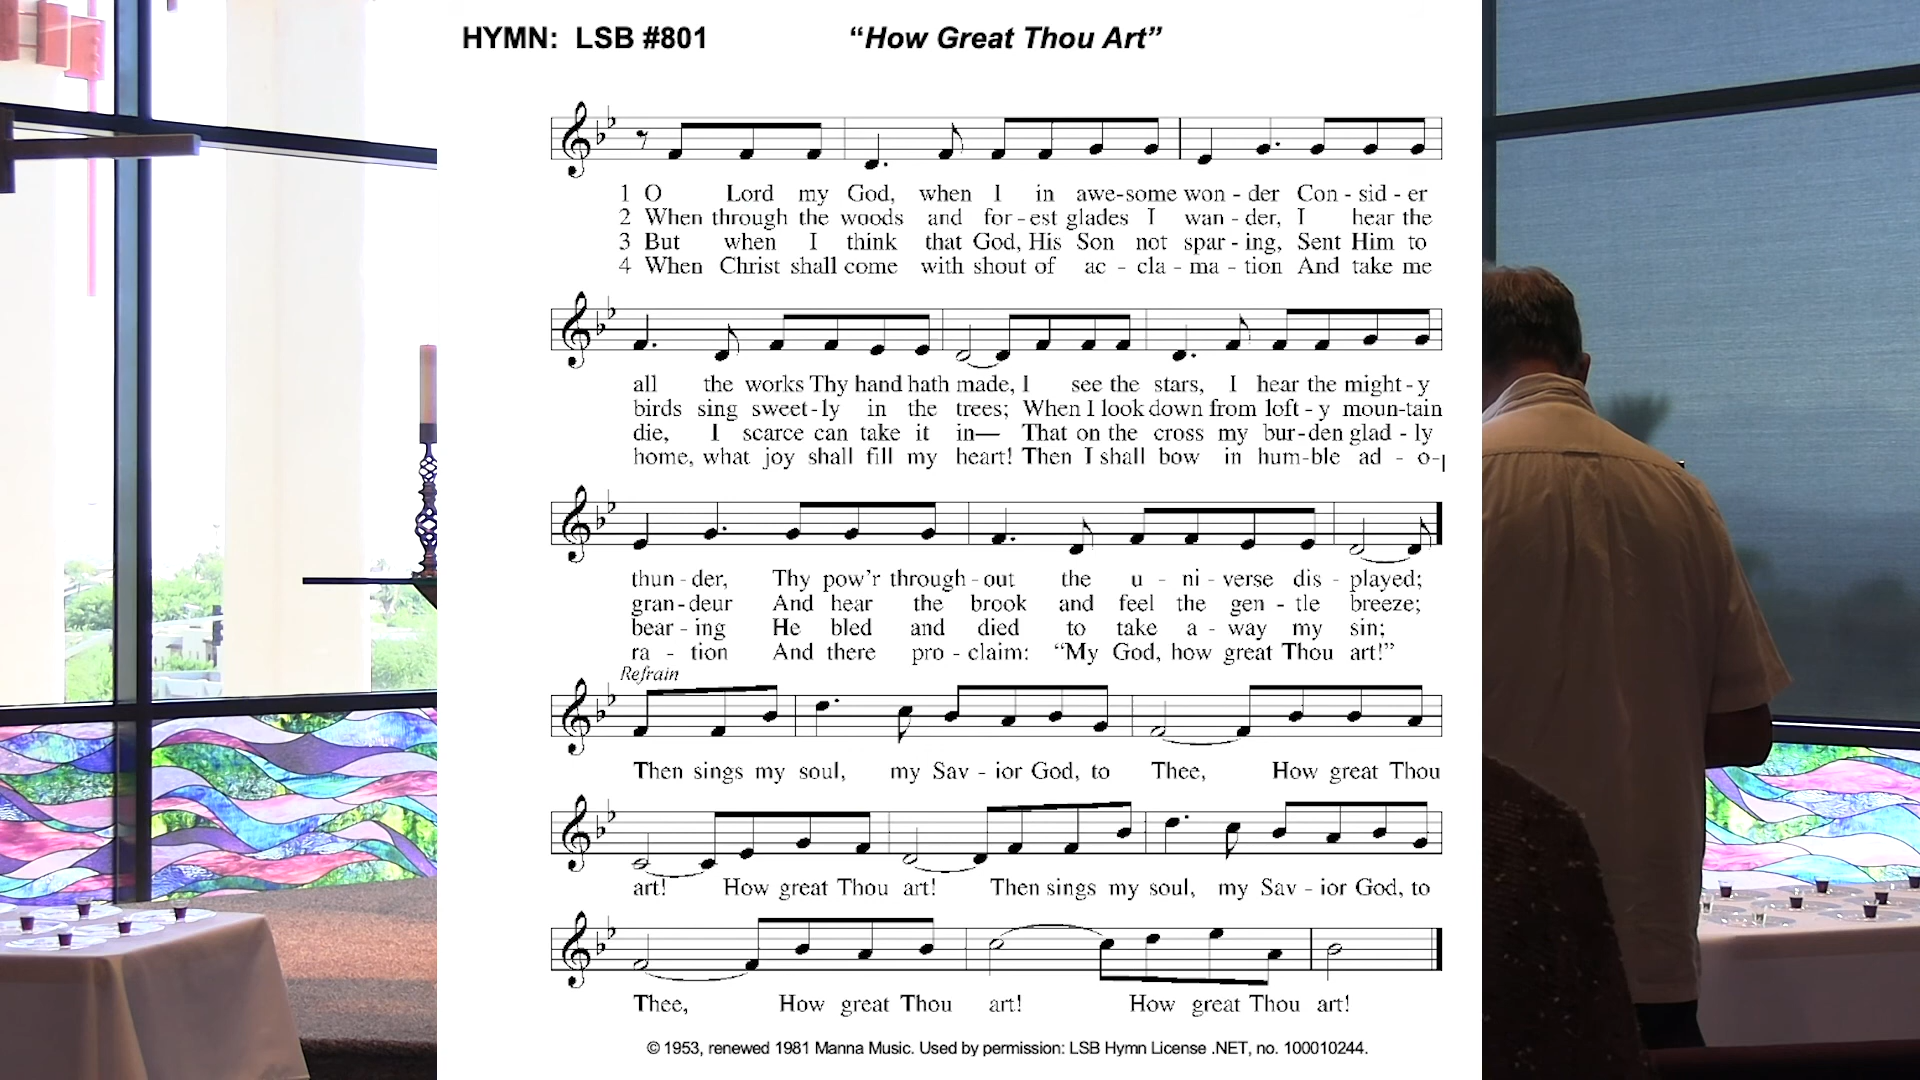 HYMN: LSB #801 “How Great Thou Art”
1 O Lord my God, when I in awe-some won - der Con - sid - er
2 When through the woods and for - est glades I wan - der, I hear the
3 But when I think that God, His Son not spar - ing, Sent Him to
4 When Christ shall come with shout of ac - cla - ma - tion And take me
all the works Thy hand hath made, I see the stars, I hear the might - y
birds sing sweet - ly in the trees; When I look down from loft - y moun-tain
die, I scarce can take it in— That on the cross my bur-den glad - ly
home, what joy shall fill my heart! Then I shall bow in hum-ble ad - o-
thun - der, Thy pow’r through - out the u - ni - verse dis - played;
gran - deur And hear the brook and feel the gen - tle breeze;
bear - ing He bled and died to take a - way my sin;
ra - tion And there pro - claim: “My God, how great Thou art!”
Refrain
Then sings my soul, my Sav - ior God, to Thee, How great Thou
art! How great Thou art! Then sings my soul, my Sav - ior God, to
Thee, How great Thou art! How great Thou art!
© 1953, renewed 1981 Manna Music. Used by permission: LSB Hymn License .NET, no. 100010244.